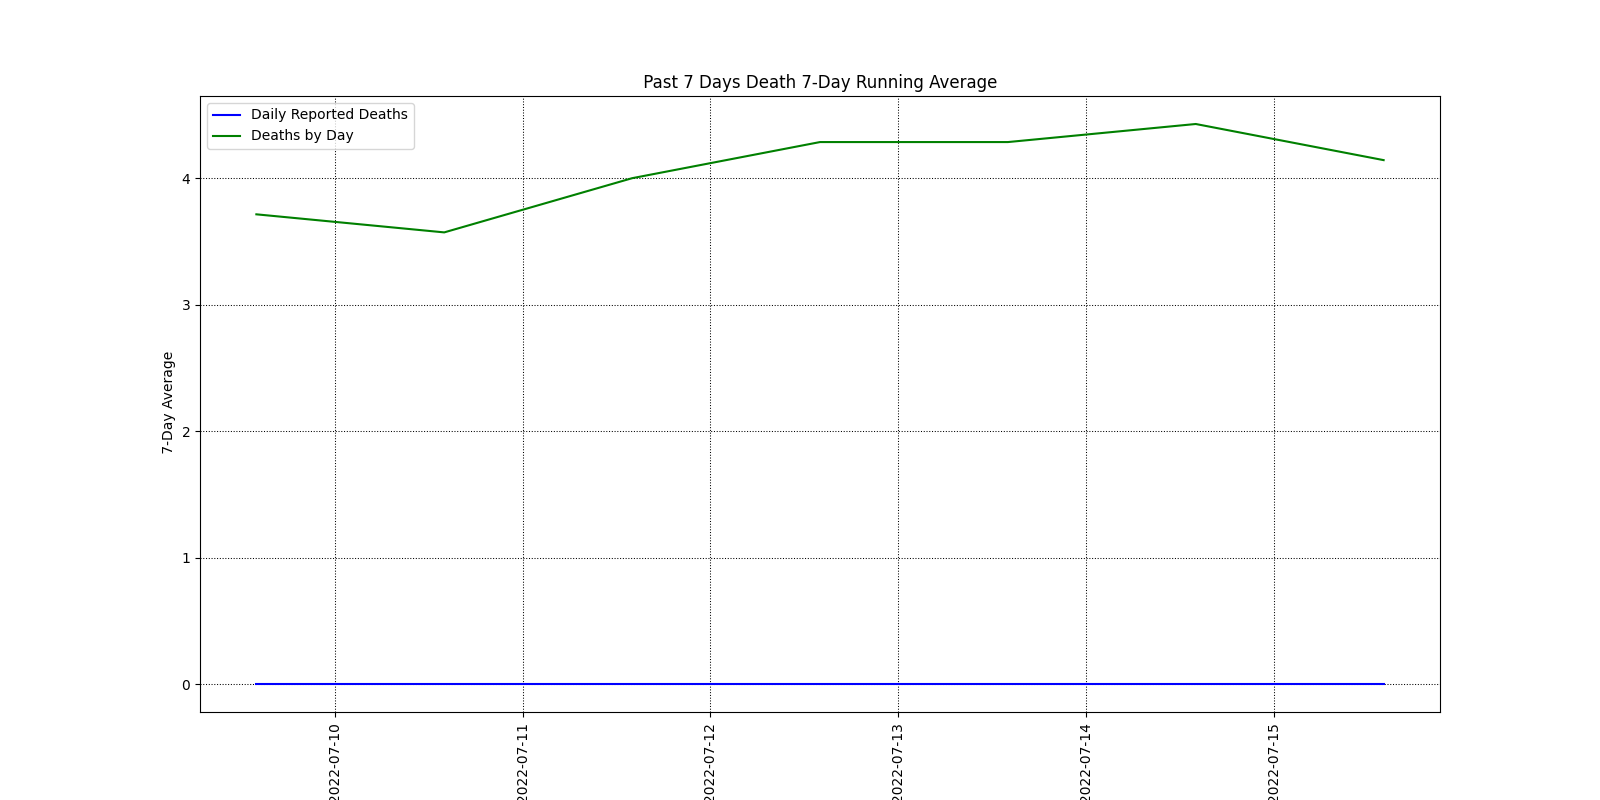 Past 7 Days Death 7-Day Running Average
Daily Reported Deaths
Deaths by Day
7-Day Average
4
3
2
1
0
2022-07-10
2022-07-11
2022-07-12
2022-07-13
2022-07-14
2022-07-15